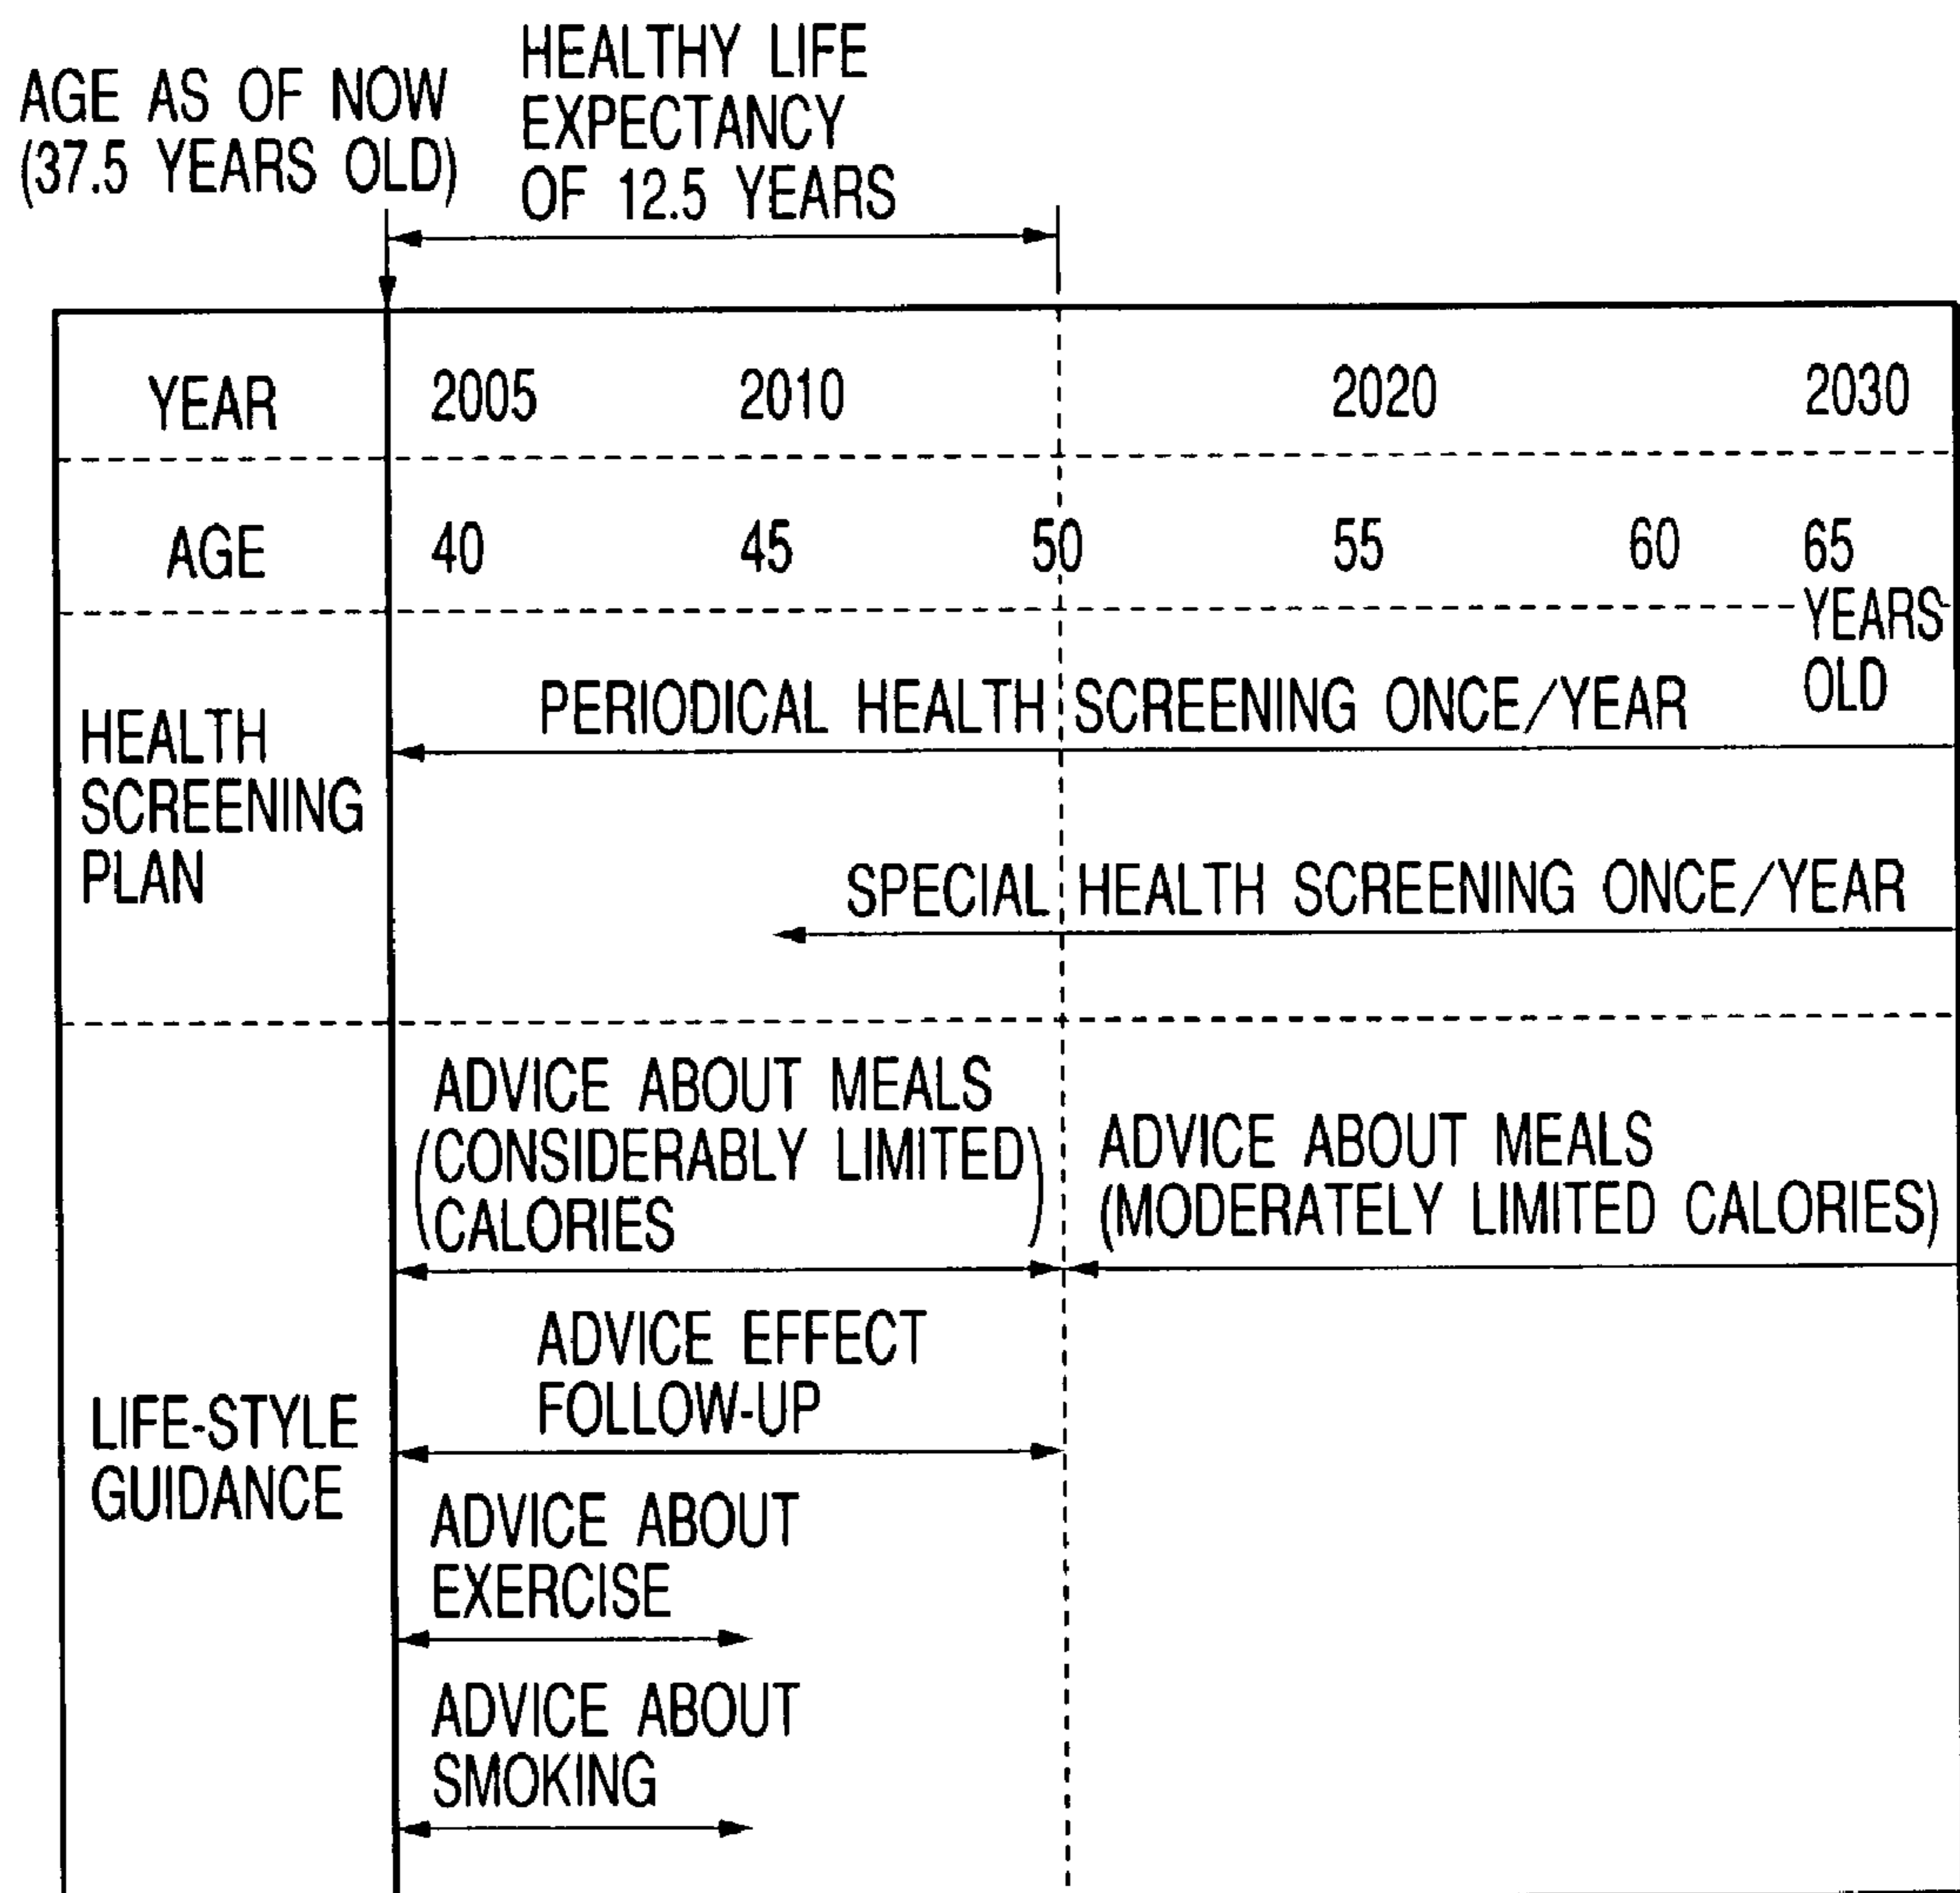 AGE AS OF NOW
(37.5 YEARS OLD)
HEALTHY LIFE
EXPECTANCY
OF 12.5 YEARS
YEAR 2005 2010 2020 2030
AGE 40 45 50 55 60 65
YEARS
OLD
HEALTH
SCREENING
PLAN
PERIODICAL HEALTH SCREENING ONCE/YEAR
SPECIAL HEALTH SCREENING ONCE/YEAR
LIFE-STYLE
GUIDANCE
ADVICE ABOUT MEALS
(CONSIDERABLY LIMITED)
CALORIES
ADVICE ABOUT MEALS
(MODERATELY LIMITED CALORIES)
ADVICE EFFECT
FOLLOW-UP
ADVICE ABOUT
EXERCISE
ADVICE ABOUT
SMOKING